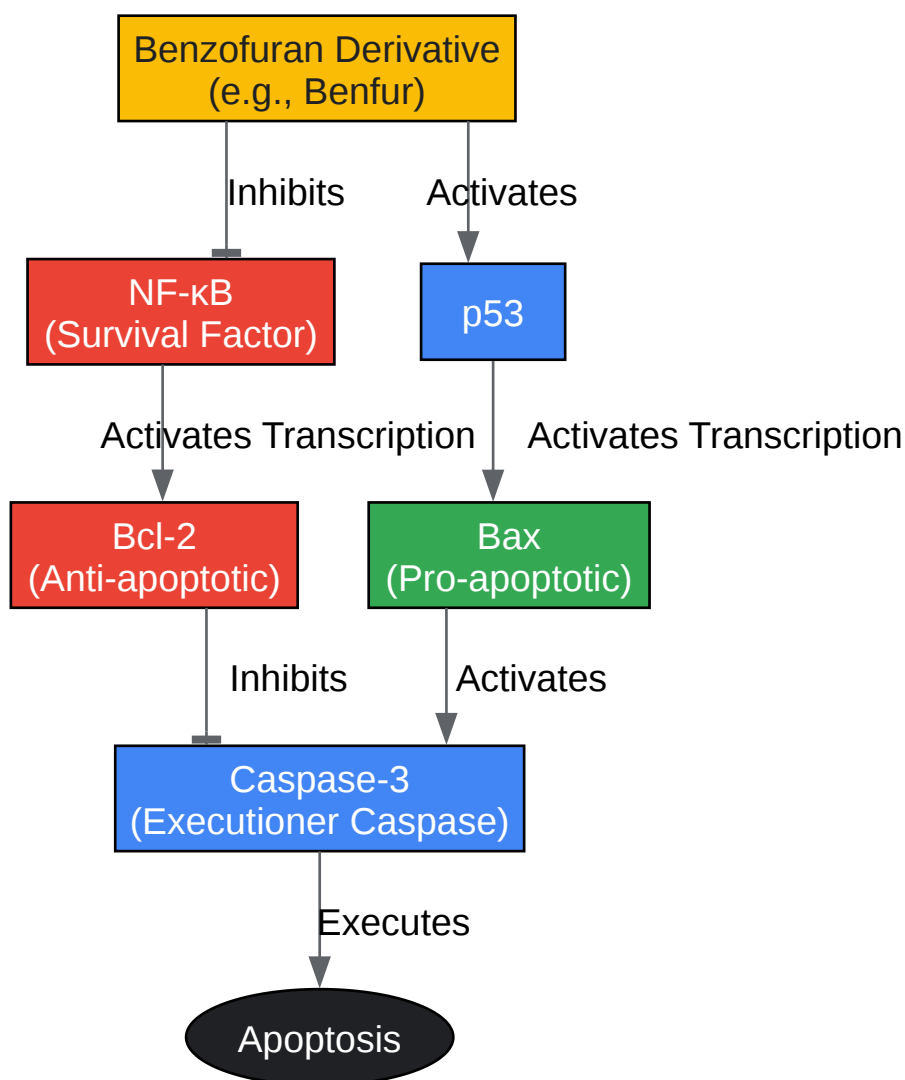 Benzofuran Derivative
(e.g., Benfur)
Inhibits
Activates
NF-κB
(Survival Factor)
p53
Activates Transcription
Activates Transcription
Bcl-2
(Anti-apoptotic)
Bax
(Pro-apoptotic)
Inhibits
Activates
Caspase-3
(Executioner Caspase)
Executes
Apoptosis